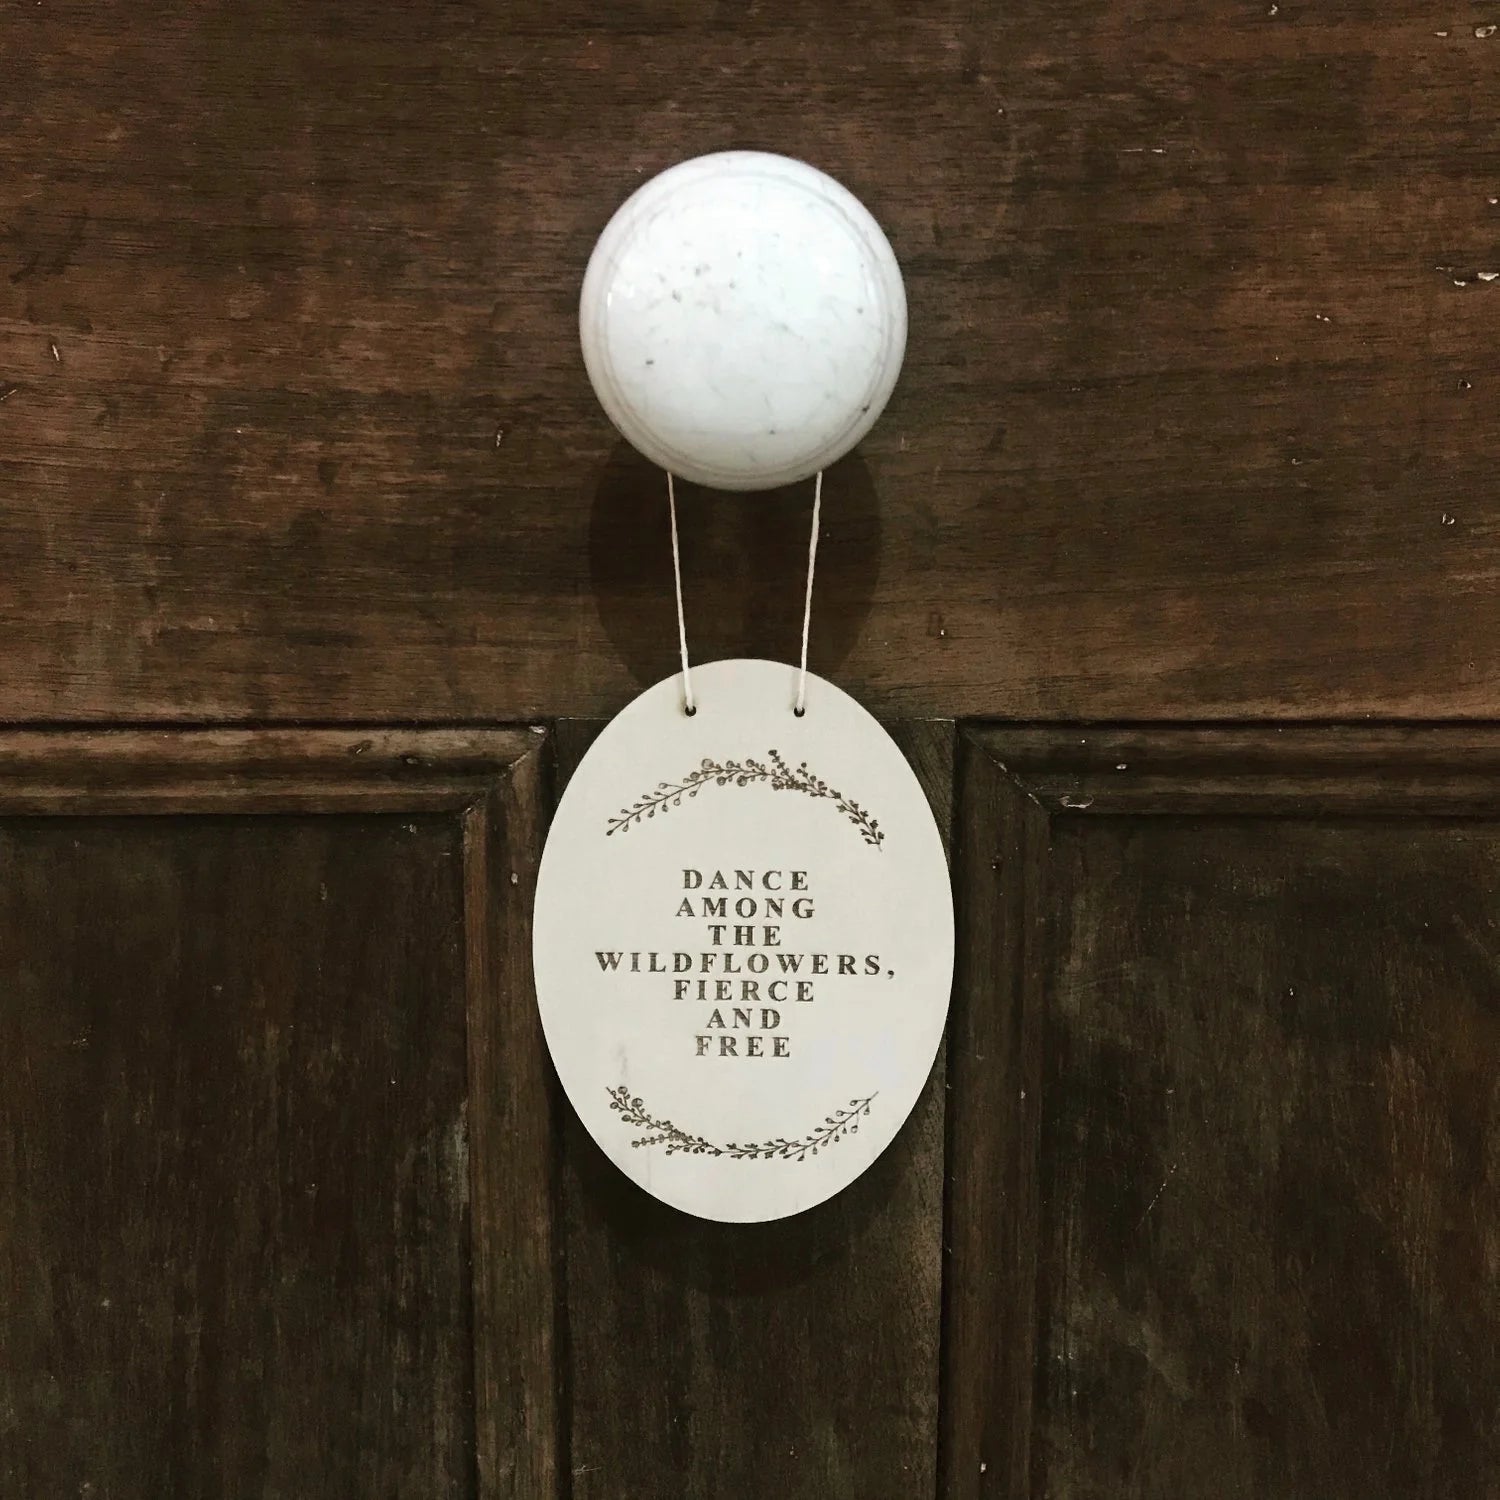 DANCE
AMONG
THE
WILDFLOWERS,
FIERCE
AND
FREE